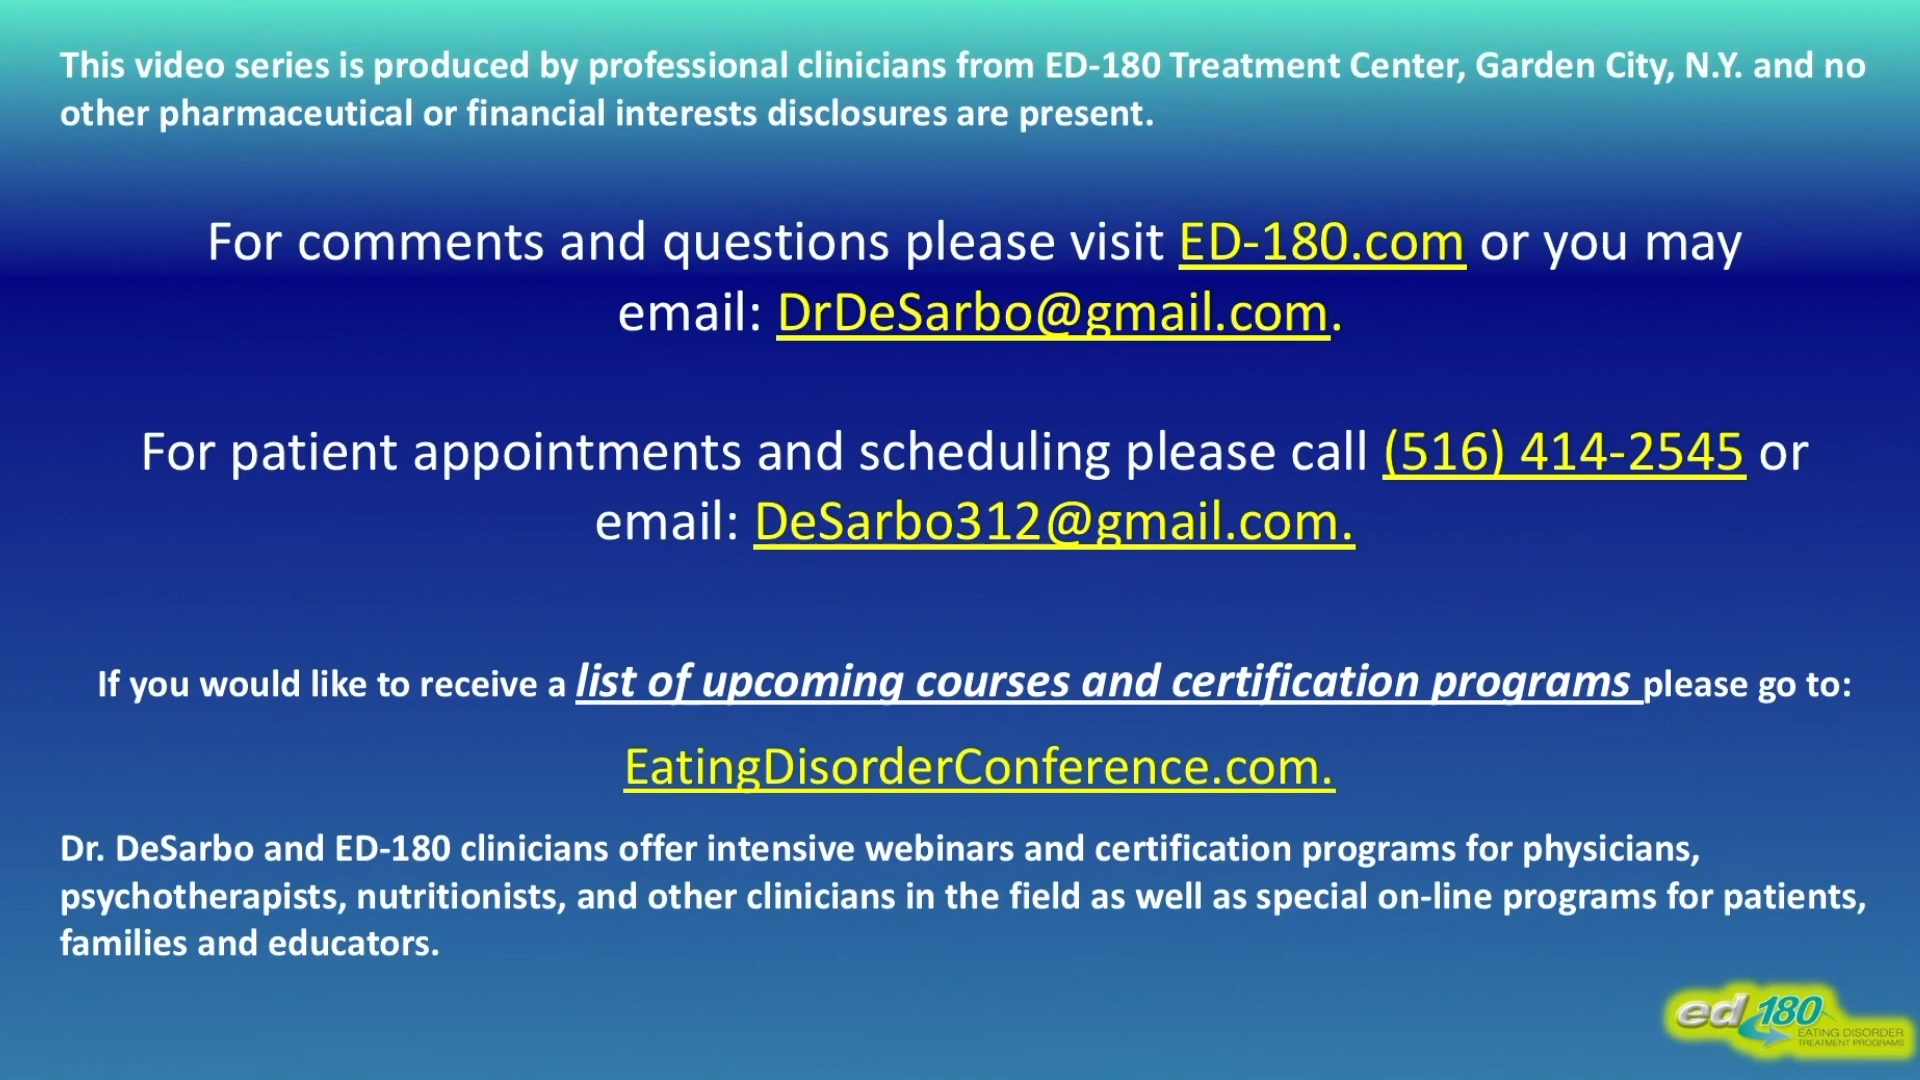 This video series is produced by professional clinicians from ED-180 Treatment Center, Garden City, N.Y. and no
other pharmaceutical or financial interests disclosures are present.
For comments and questions please visit ED-180.com or you may
email: DrDeSarbo@gmail.com.
For patient appointments and scheduling please call (516) 414-2545 or
email: DeSarbo312@gmail.com.
If you would like to receive a list of upcoming courses and certification programs please go to:
EatingDisorderConference.com.
Dr. DeSarbo and ED-180 clinicians offer intensive webinars and certification programs for physicians,
psychotherapists, nutritionists, and other clinicians in the field as well as special on-line programs for patients,
families and educators.
ed 180
EATING DISORDER
TREATMENT PROGRAMS